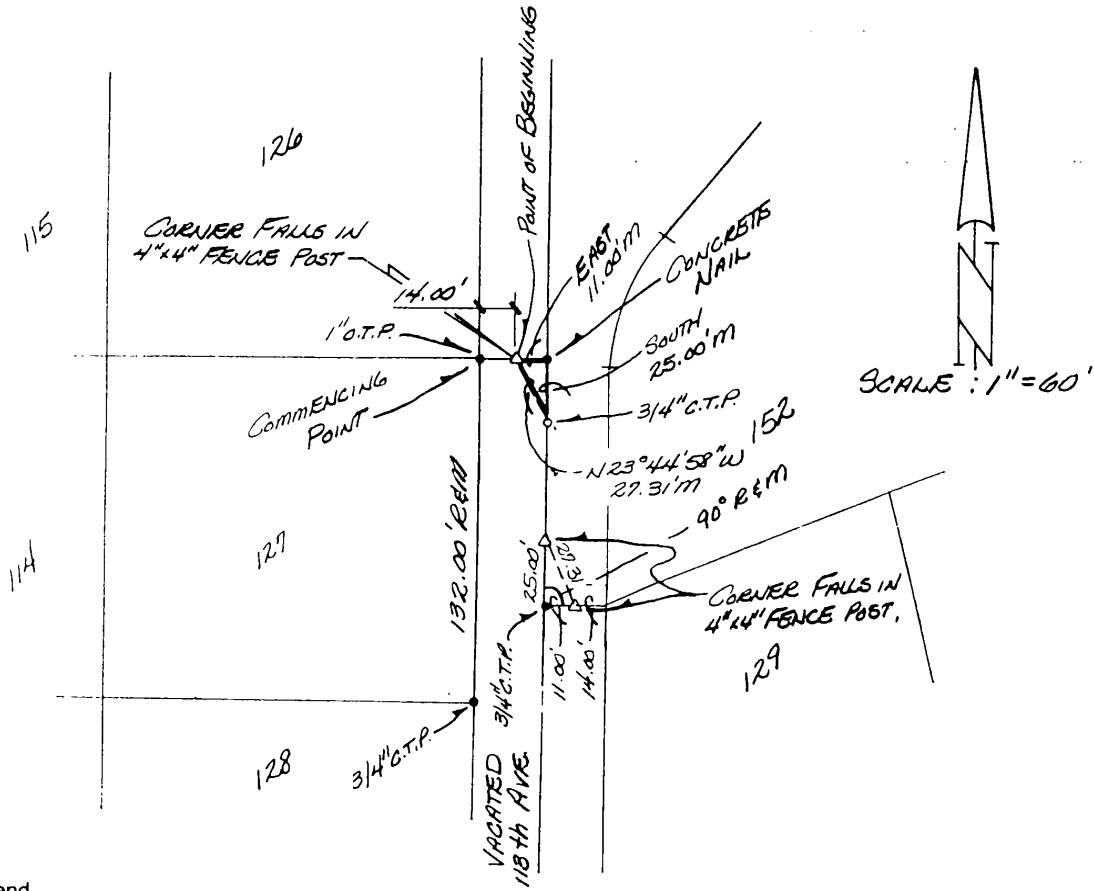 POINT OF BEGINNING
126
115
CORNER FALLS IN
4"x4" FENCE POST
14.00'
EAST
11.00'M
CONCRETE
NAIL
1" O.T.P.
SOUTH
25.00'M
SCALE : 1"=60'
COMMENCING
POINT
3/4" C.T.P.
152
N 23°44'58" W
27.31'M
90° R&M
132.00' R&M
127
114
25.00'
27.31'
CORNER FALLS IN
4"x4" FENCE POST,
129
3/4" C.T.P.
11.00'
14.00'
128
3/4" C.T.P.
VACATED
118th AVE.